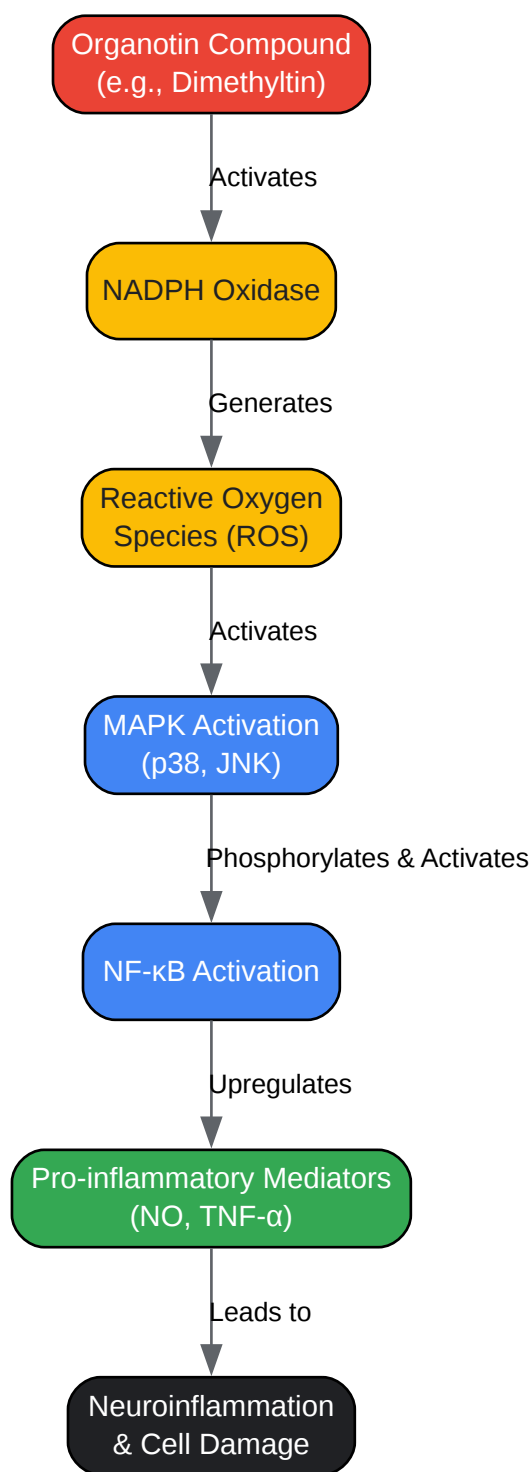 Organotin Compound
(e.g., Dimethyltin)
Activates
NADPH Oxidase
Generates
Reactive Oxygen
Species (ROS)
Activates
MAPK Activation
(p38, JNK)
Phosphorylates & Activates
NF-κB Activation
Upregulates
Pro-inflammatory Mediators
(NO, TNF-α)
Leads to
Neuroinflammation
& Cell Damage